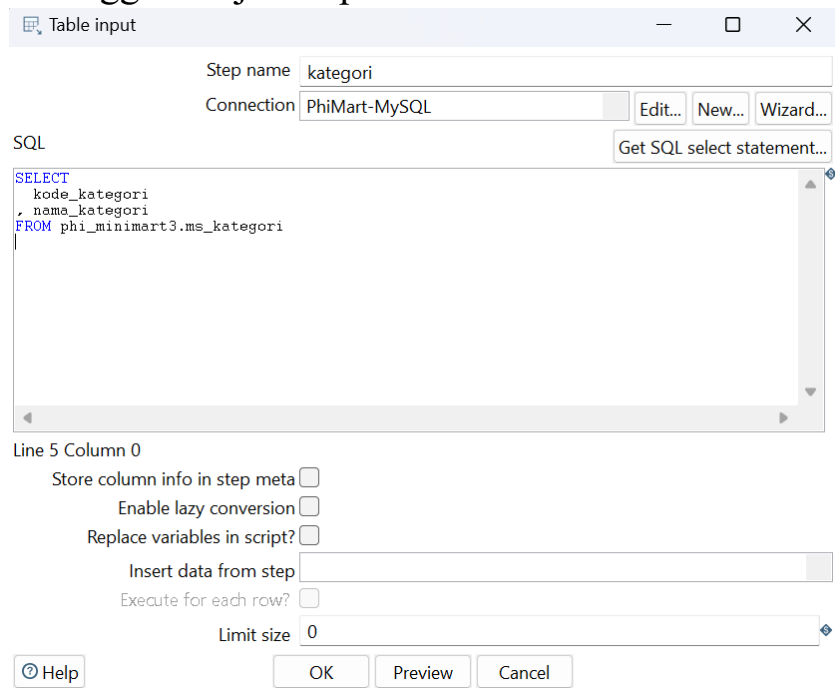 Table input
Step name kategori
Connection PhiMart-MySQL Edit... New... Wizard...
SQL Get SQL select statement...
SELECT
kode_kategori
, nama_kategori
FROM phi_minimart3.ms_kategori
Line 5 Column 0
Store column info in step meta
Enable lazy conversion
Replace variables in script?
Insert data from step
Execute for each row?
Limit size 0
Help OK Preview Cancel